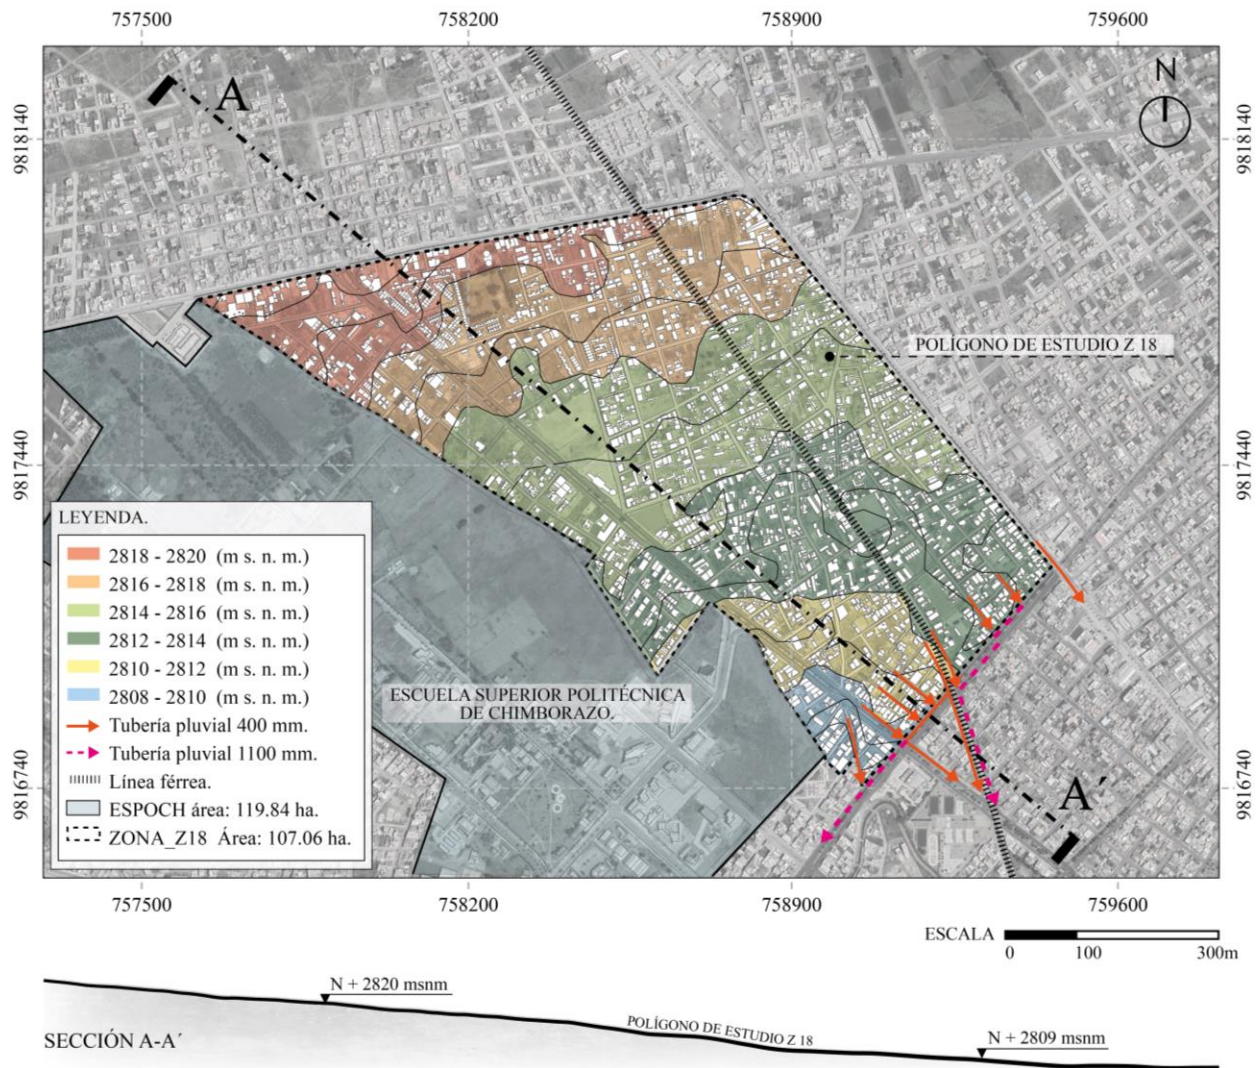 757500
758200
758900
759600
A
N
9818140
9818140
POLÍGONO DE ESTUDIO Z 18
9817440
9817440
LEYENDA.
2818 - 2820 (m s. n. m.)
2816 - 2818 (m s. n. m.)
2814 - 2816 (m s. n. m.)
2812 - 2814 (m s. n. m.)
2810 - 2812 (m s. n. m.)
2808 - 2810 (m s. n. m.)
Tubería pluvial 400 mm.
Tubería pluvial 1100 mm.
Línea férrea.
ESPOCH área: 119.84 ha.
ZONA_Z18 Área: 107.06 ha.
ESCUELA SUPERIOR POLITÉCNICA
DE CHIMBORAZO.
9816740
9816740
A´
757500
758200
758900
759600
ESCALA
0
100
300m
N + 2820 msnm
POLÍGONO DE ESTUDIO Z 18
N + 2809 msnm
SECCIÓN A-A´